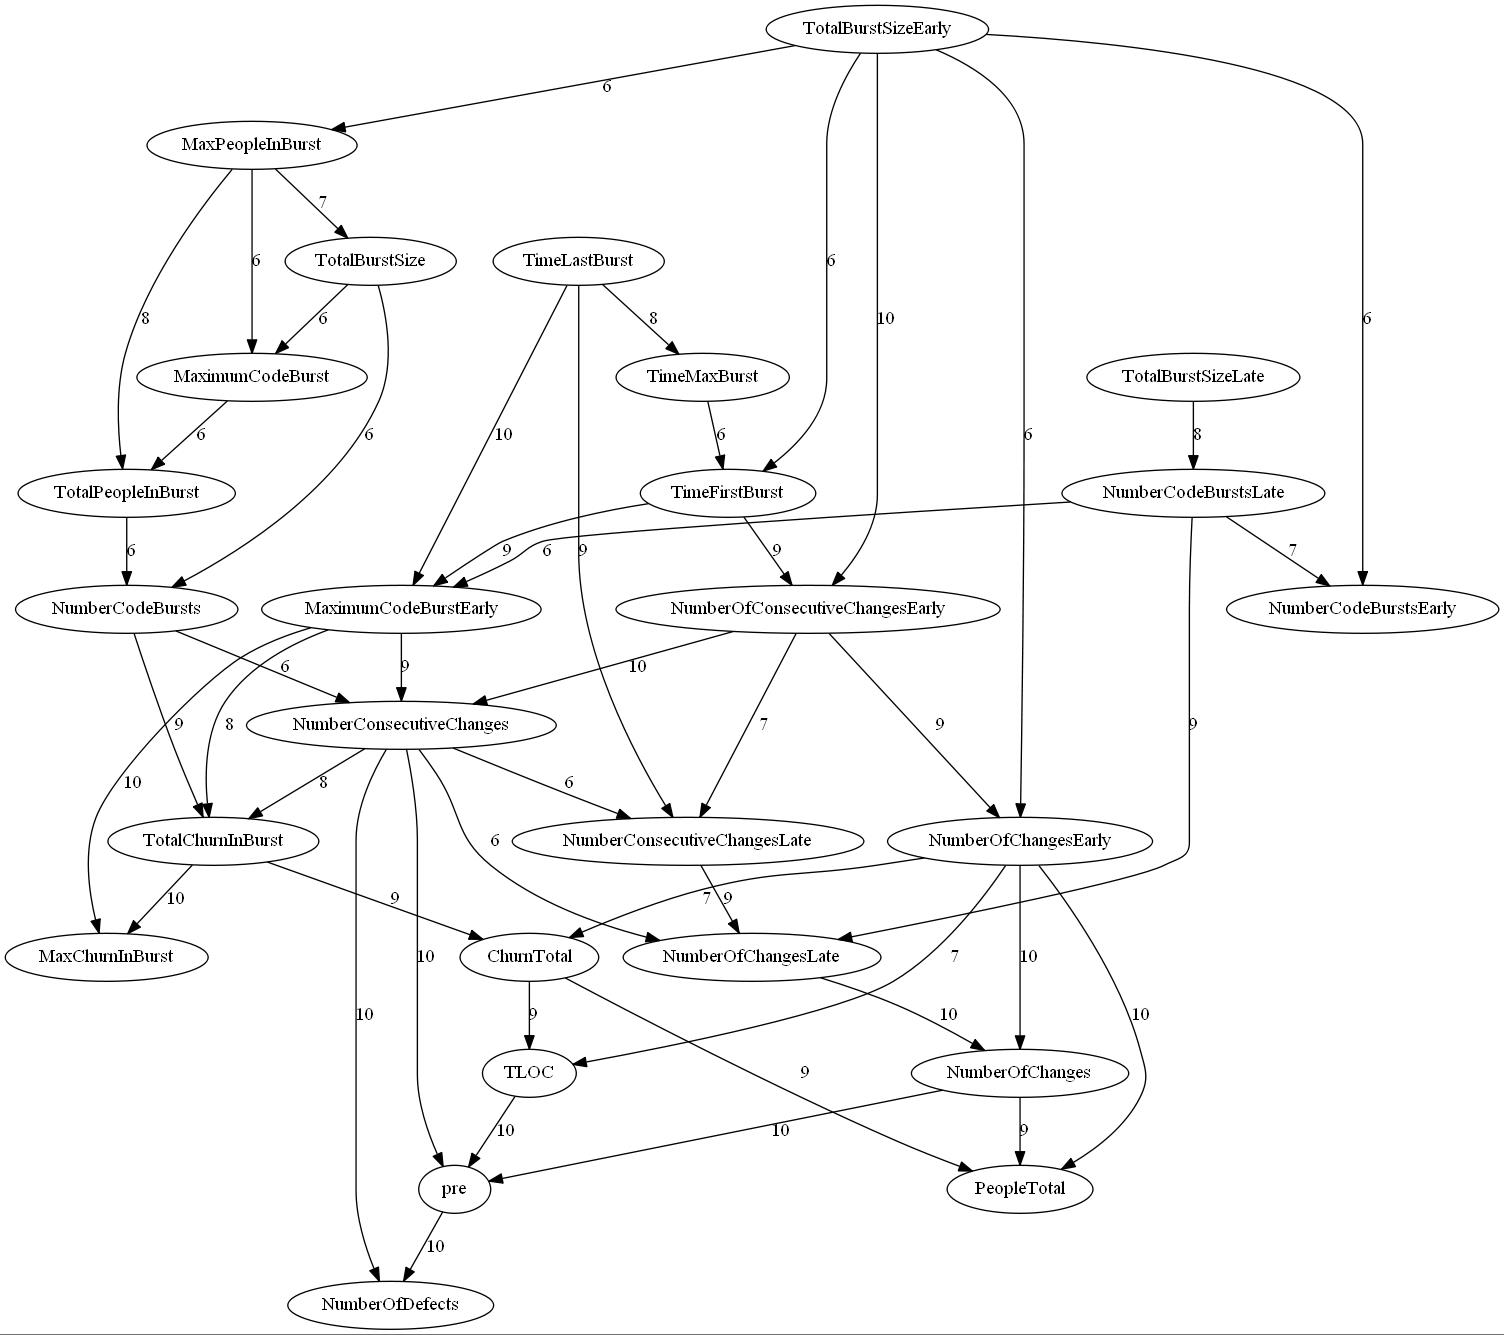 TotalBurstSizeEarly
6
MaxPeopleInBurst
7
TotalBurstSize
TimeLastBurst
6
6
8
6
8
10
6
MaximumCodeBurst
TimeMaxBurst
TotalBurstSizeLate
6
6
10
6
6
8
TotalPeopleInBurst
TimeFirstBurst
NumberCodeBurstsLate
6
9
6
9
9
7
NumberCodeBursts
MaximumCodeBurstEarly
NumberOfConsecutiveChangesEarly
NumberCodeBurstsEarly
6
9
10
NumberConsecutiveChanges
9
8
7
9
9
10
8
6
TotalChurnInBurst
6
NumberConsecutiveChangesLate
NumberOfChangesEarly
10
9
7
9
MaxChurnInBurst
10
ChurnTotal
NumberOfChangesLate
7
10
10
9
10
10
TLOC
9
NumberOfChanges
10
10
9
pre
PeopleTotal
10
NumberOfDefects